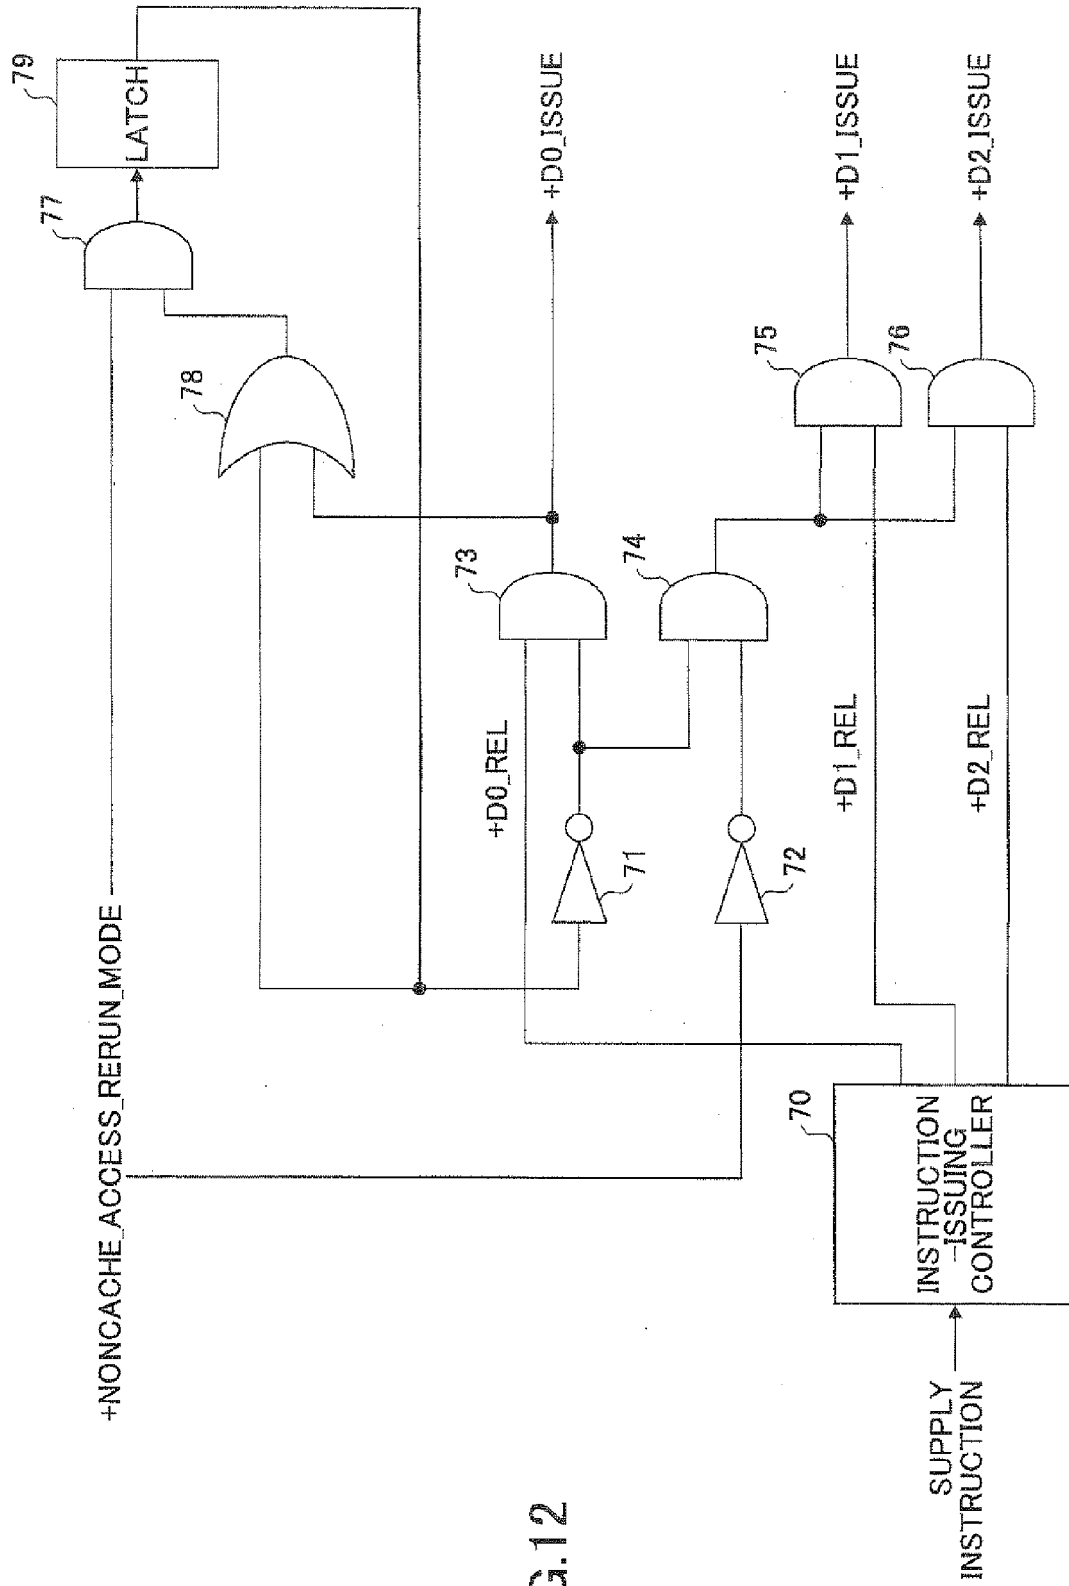 +NONCACHE_ACCESS_RERUN_MODE
79
LATCH
77
78
73
+D0_REL
+D0_ISSUE
74
71
72
75
+D1_REL
+D1_ISSUE
76
+D2_REL
+D2_ISSUE
70
INSTRUCTION
-ISSUING
CONTROLLER
SUPPLY
INSTRUCTION
G.12